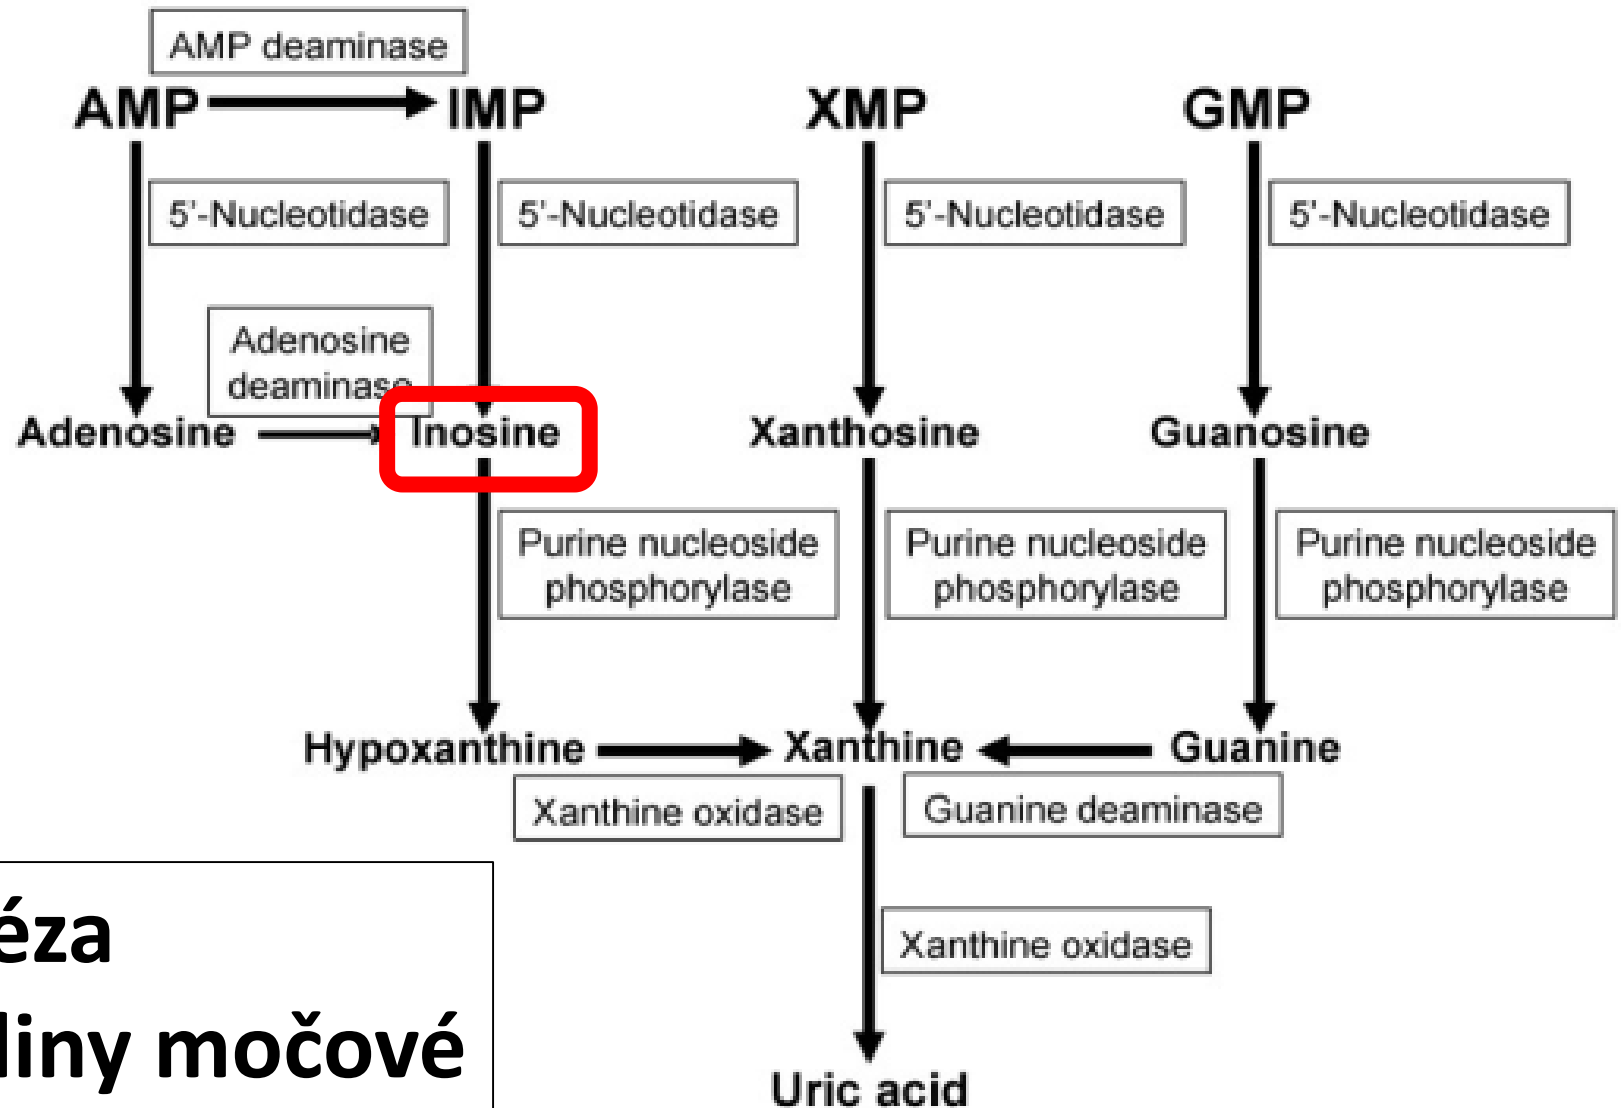 AMP deaminase
AMP IMP XMP GMP
5'-Nucleotidase 5'-Nucleotidase 5'-Nucleotidase 5'-Nucleotidase
Adenosine
deaminase
Adenosine Inosine Xanthosine Guanosine
Purine nucleoside
phosphorylase
Purine nucleoside
phosphorylase
Purine nucleoside
phosphorylase
Hypoxanthine Xanthine Guanine
Xanthine oxidase Guanine deaminase
Xanthine oxidase
Uric acid
éza
diny močové